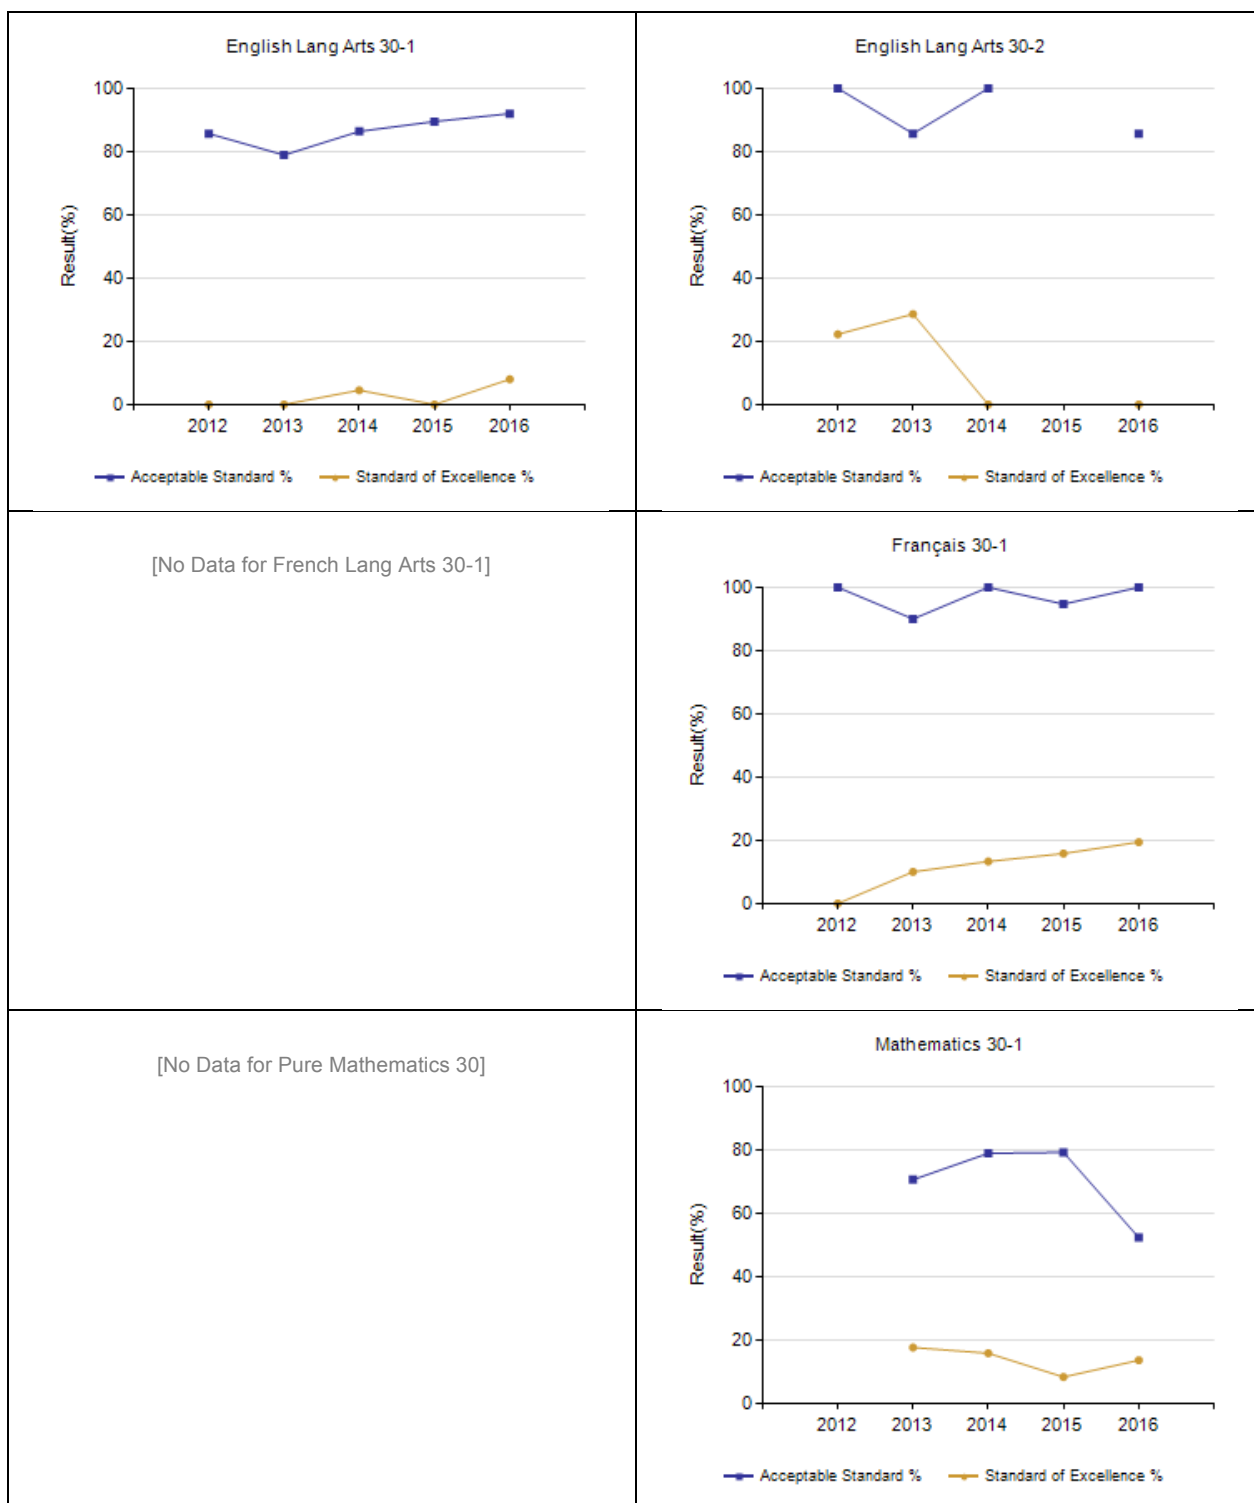 English Lang Arts 30-1
100
80
60
40
20
0
Result(%)
2012 2013 2014 2015 2016
Acceptable Standard % Standard of Excellence %
English Lang Arts 30-2
100
80
60
40
20
0
Result(%)
2012 2013 2014 2015 2016
Acceptable Standard % Standard of Excellence %
[No Data for French Lang Arts 30-1]
Français 30-1
100
80
60
40
20
0
Result(%)
2012 2013 2014 2015 2016
Acceptable Standard % Standard of Excellence %
[No Data for Pure Mathematics 30]
Mathematics 30-1
100
80
60
40
20
0
Result(%)
2012 2013 2014 2015 2016
Acceptable Standard % Standard of Excellence %